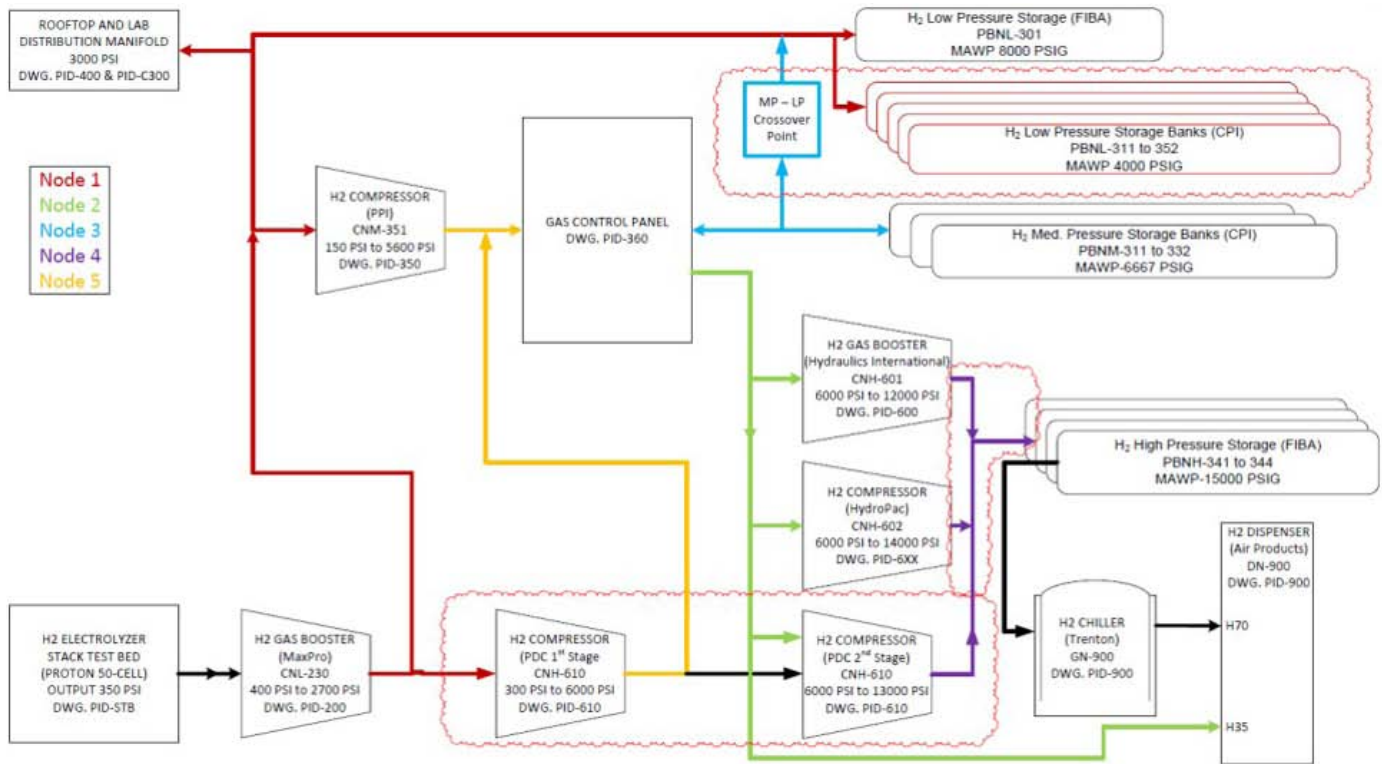 ROOFTOP AND LAB
DISTRIBUTION MANIFOLD
3000 PSI
DWG. PID-400 & PID-C300
H₂ Low Pressure Storage (FIBA)
PBNL-301
MAWP 8000 PSIG
MP – LP
Crossover
Point
H₂ Low Pressure Storage Banks (CPI)
PBNL-311 to 352
MAWP 4000 PSIG
Node 1
Node 2
Node 3
Node 4
Node 5
H2 COMPRESSOR
(PPI)
CNM-351
150 PSI to 5600 PSI
DWG. PID-350
GAS CONTROL PANEL
DWG. PID-360
H₂ Med. Pressure Storage Banks (CPI)
PBNM-311 to 332
MAWP-6667 PSIG
H2 GAS BOOSTER
(Hydraulics International)
CNH-601
6000 PSI to 12000 PSI
DWG. PID-600
H₂ High Pressure Storage (FIBA)
PBNH-341 to 344
MAWP-15000 PSIG
H2 COMPRESSOR
(HydroPac)
CNH-602
6000 PSI to 14000 PSI
DWG. PID-6XX
H2 DISPENSER
(Air Products)
DN-900
DWG. PID-900
H70
H35
H2 ELECTROLYZER
STACK TEST BED
(PROTON 50-CELL)
OUTPUT 350 PSI
DWG. PID-STB
H2 GAS BOOSTER
(MaxPro)
CNL-230
400 PSI to 2700 PSI
DWG. PID-200
H2 COMPRESSOR
(PDC 1ˢᵗ Stage)
CNH-610
300 PSI to 6000 PSI
DWG. PID-610
H2 COMPRESSOR
(PDC 2ⁿᵈ Stage)
CNH-610
6000 PSI to 13000 PSI
DWG. PID-610
H2 CHILLER
(Trenton)
GN-900
DWG. PID-900